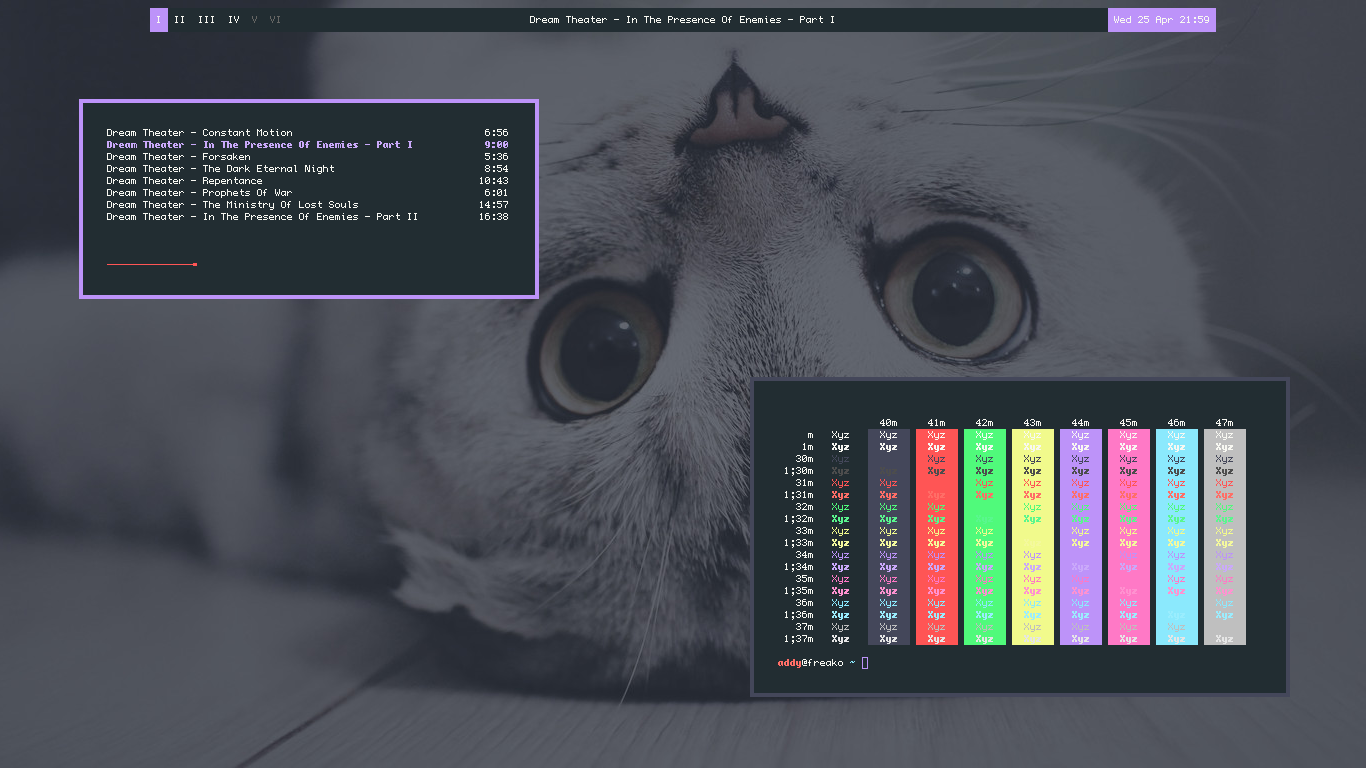 I II III IV V VI Dream Theater - In The Presence Of Enemies - Part I Wed 25 Apr 21:59
Dream Theater - Constant Motion 6:56
Dream Theater - In The Presence Of Enemies - Part I 9:00
Dream Theater - Forsaken 5:36
Dream Theater - The Dark Eternal Night 8:54
Dream Theater - Repentance 10:43
Dream Theater - Prophets Of War 6:01
Dream Theater - The Ministry Of Lost Souls 14:57
Dream Theater - In The Presence Of Enemies - Part II 16:38
40m 41m 42m 43m 44m 45m 46m 47m
m Xyz Xyz Xyz Xyz Xyz Xyz Xyz Xyz Xyz
1m Xyz Xyz Xyz Xyz Xyz Xyz Xyz Xyz Xyz
30m Xyz Xyz Xyz Xyz Xyz Xyz Xyz Xyz
1;30m Xyz Xyz Xyz Xyz Xyz Xyz Xyz Xyz Xyz
31m Xyz Xyz Xyz Xyz Xyz Xyz Xyz Xyz
1;31m Xyz Xyz Xyz Xyz Xyz Xyz Xyz Xyz Xyz
32m Xyz Xyz Xyz Xyz Xyz Xyz Xyz Xyz
1;32m Xyz Xyz Xyz Xyz Xyz Xyz Xyz Xyz
33m Xyz Xyz Xyz Xyz Xyz Xyz Xyz Xyz
1;33m Xyz Xyz Xyz Xyz Xyz Xyz Xyz Xyz Xyz
34m Xyz Xyz Xyz Xyz Xyz Xyz Xyz Xyz
1;34m Xyz Xyz Xyz Xyz Xyz Xyz Xyz Xyz Xyz
35m Xyz Xyz Xyz Xyz Xyz Xyz Xyz Xyz
1;35m Xyz Xyz Xyz Xyz Xyz Xyz Xyz Xyz Xyz
36m Xyz Xyz Xyz Xyz Xyz Xyz Xyz Xyz
1;36m Xyz Xyz Xyz Xyz Xyz Xyz Xyz Xyz Xyz
37m Xyz Xyz Xyz Xyz Xyz Xyz Xyz Xyz
1;37m Xyz Xyz Xyz Xyz Xyz Xyz Xyz Xyz Xyz
addy@freako ~